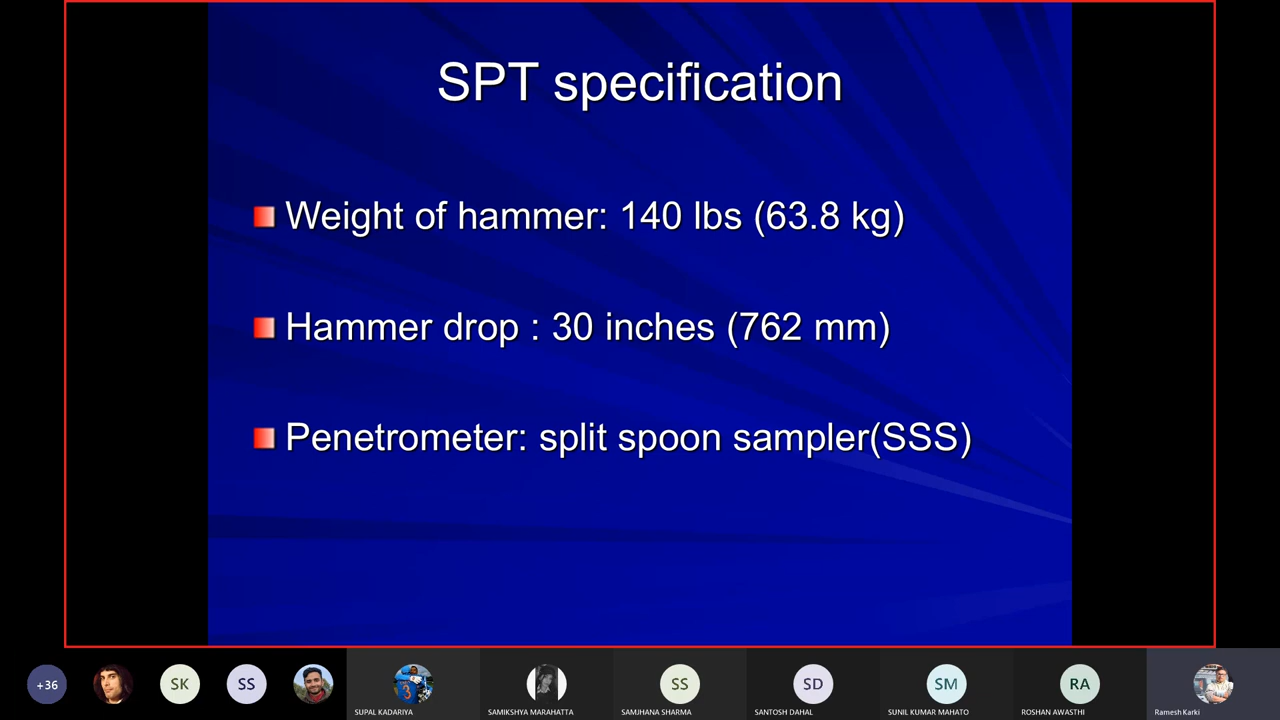 SPT specification
Weight of hammer: 140 lbs (63.8 kg)
Hammer drop : 30 inches (762 mm)
Penetrometer: split spoon sampler(SSS)
+36
SK
SS
SS
SD
SM
RA
SUPAL KADARIYA
SAMIKSHYA MARAHATTA
SAMJHANA SHARMA
SANTOSH DAHAL
SUNIL KUMAR MAHATO
ROSHAN AWASTHI
Ramesh Karki